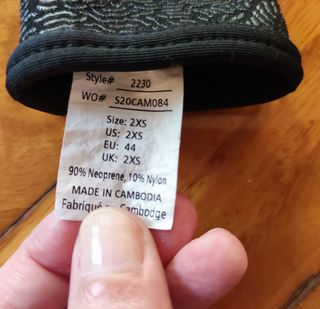 Style# 2230
WO# S20CAM084
Size: 2XS
US: 2XS
EU: 44
UK: 2XS
90% Neoprene, 10% Nylon
MADE IN CAMBODIA
Fabriqué Cambodge